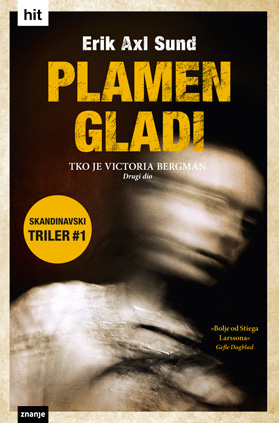 hit
Erik Axl Sund
PLAMEN
GLADI
TKO JE VICTORIA BERGMAN
Drugi dio
SKANDINAVSKI
TRILER #1
»Bolje od Stiega
Larssona«
Gefle Dagblad
znanje